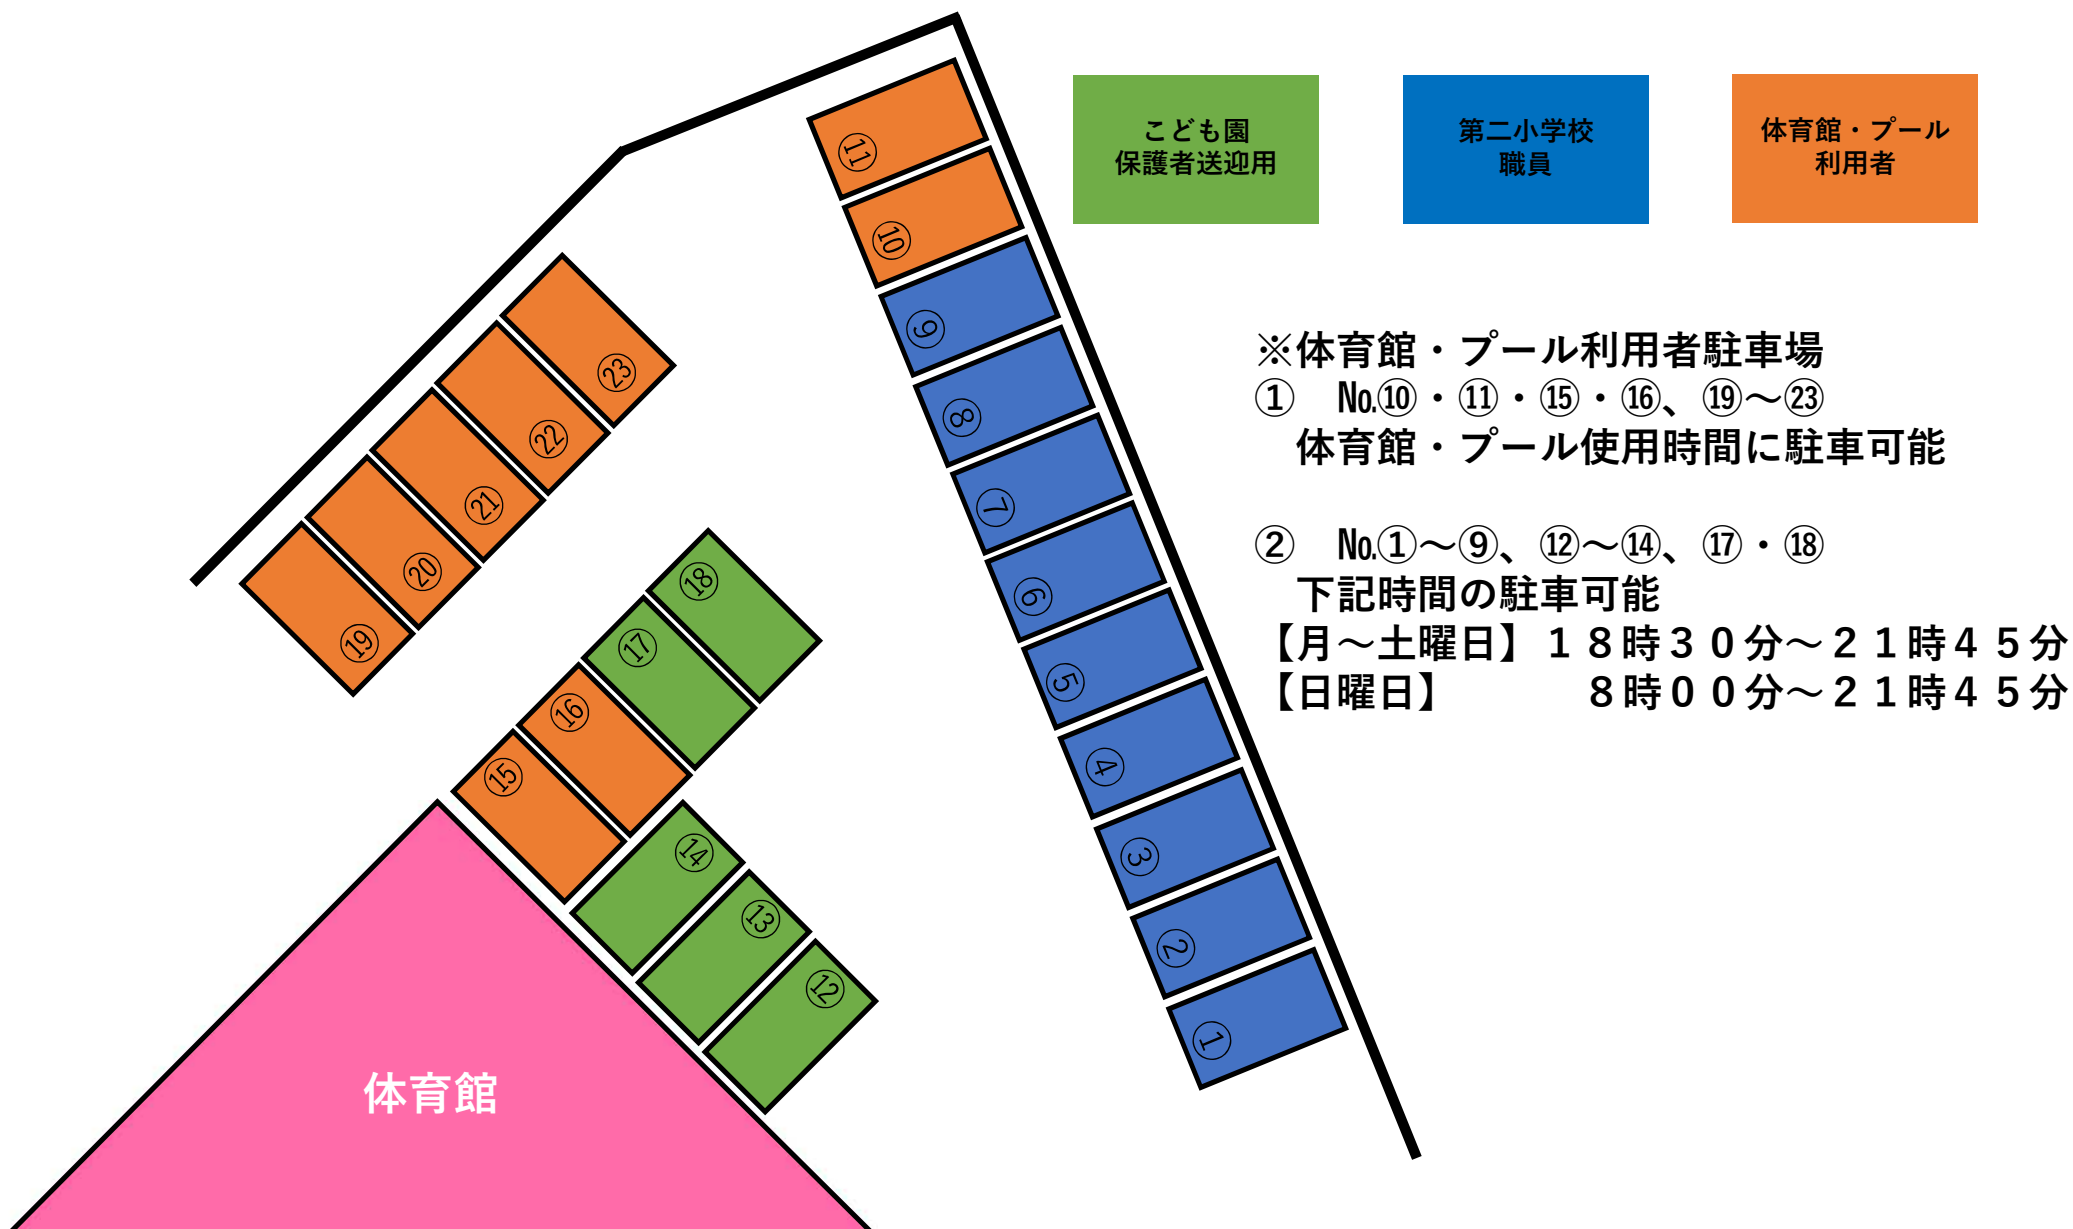 こども園
保護者送迎用
第二小学校
職員
体育館・プール
利用者
※体育館・プール利用者駐車場
①　№⑩・⑪・⑮・⑯、⑲～㉓
体育館・プール使用時間に駐車可能
②　№①～⑨、⑫～⑭、⑰・⑱
下記時間の駐車可能
【月～土曜日】１８時３０分～２１時４５分
【日曜日】　　　８時００分～２１時４５分
⑪
⑩
⑨
⑧
⑦
⑥
⑤
④
③
②
①
㉓
㉒
㉑
⑳
⑲
⑱
⑰
⑯
⑮
⑭
⑬
⑫
体育館